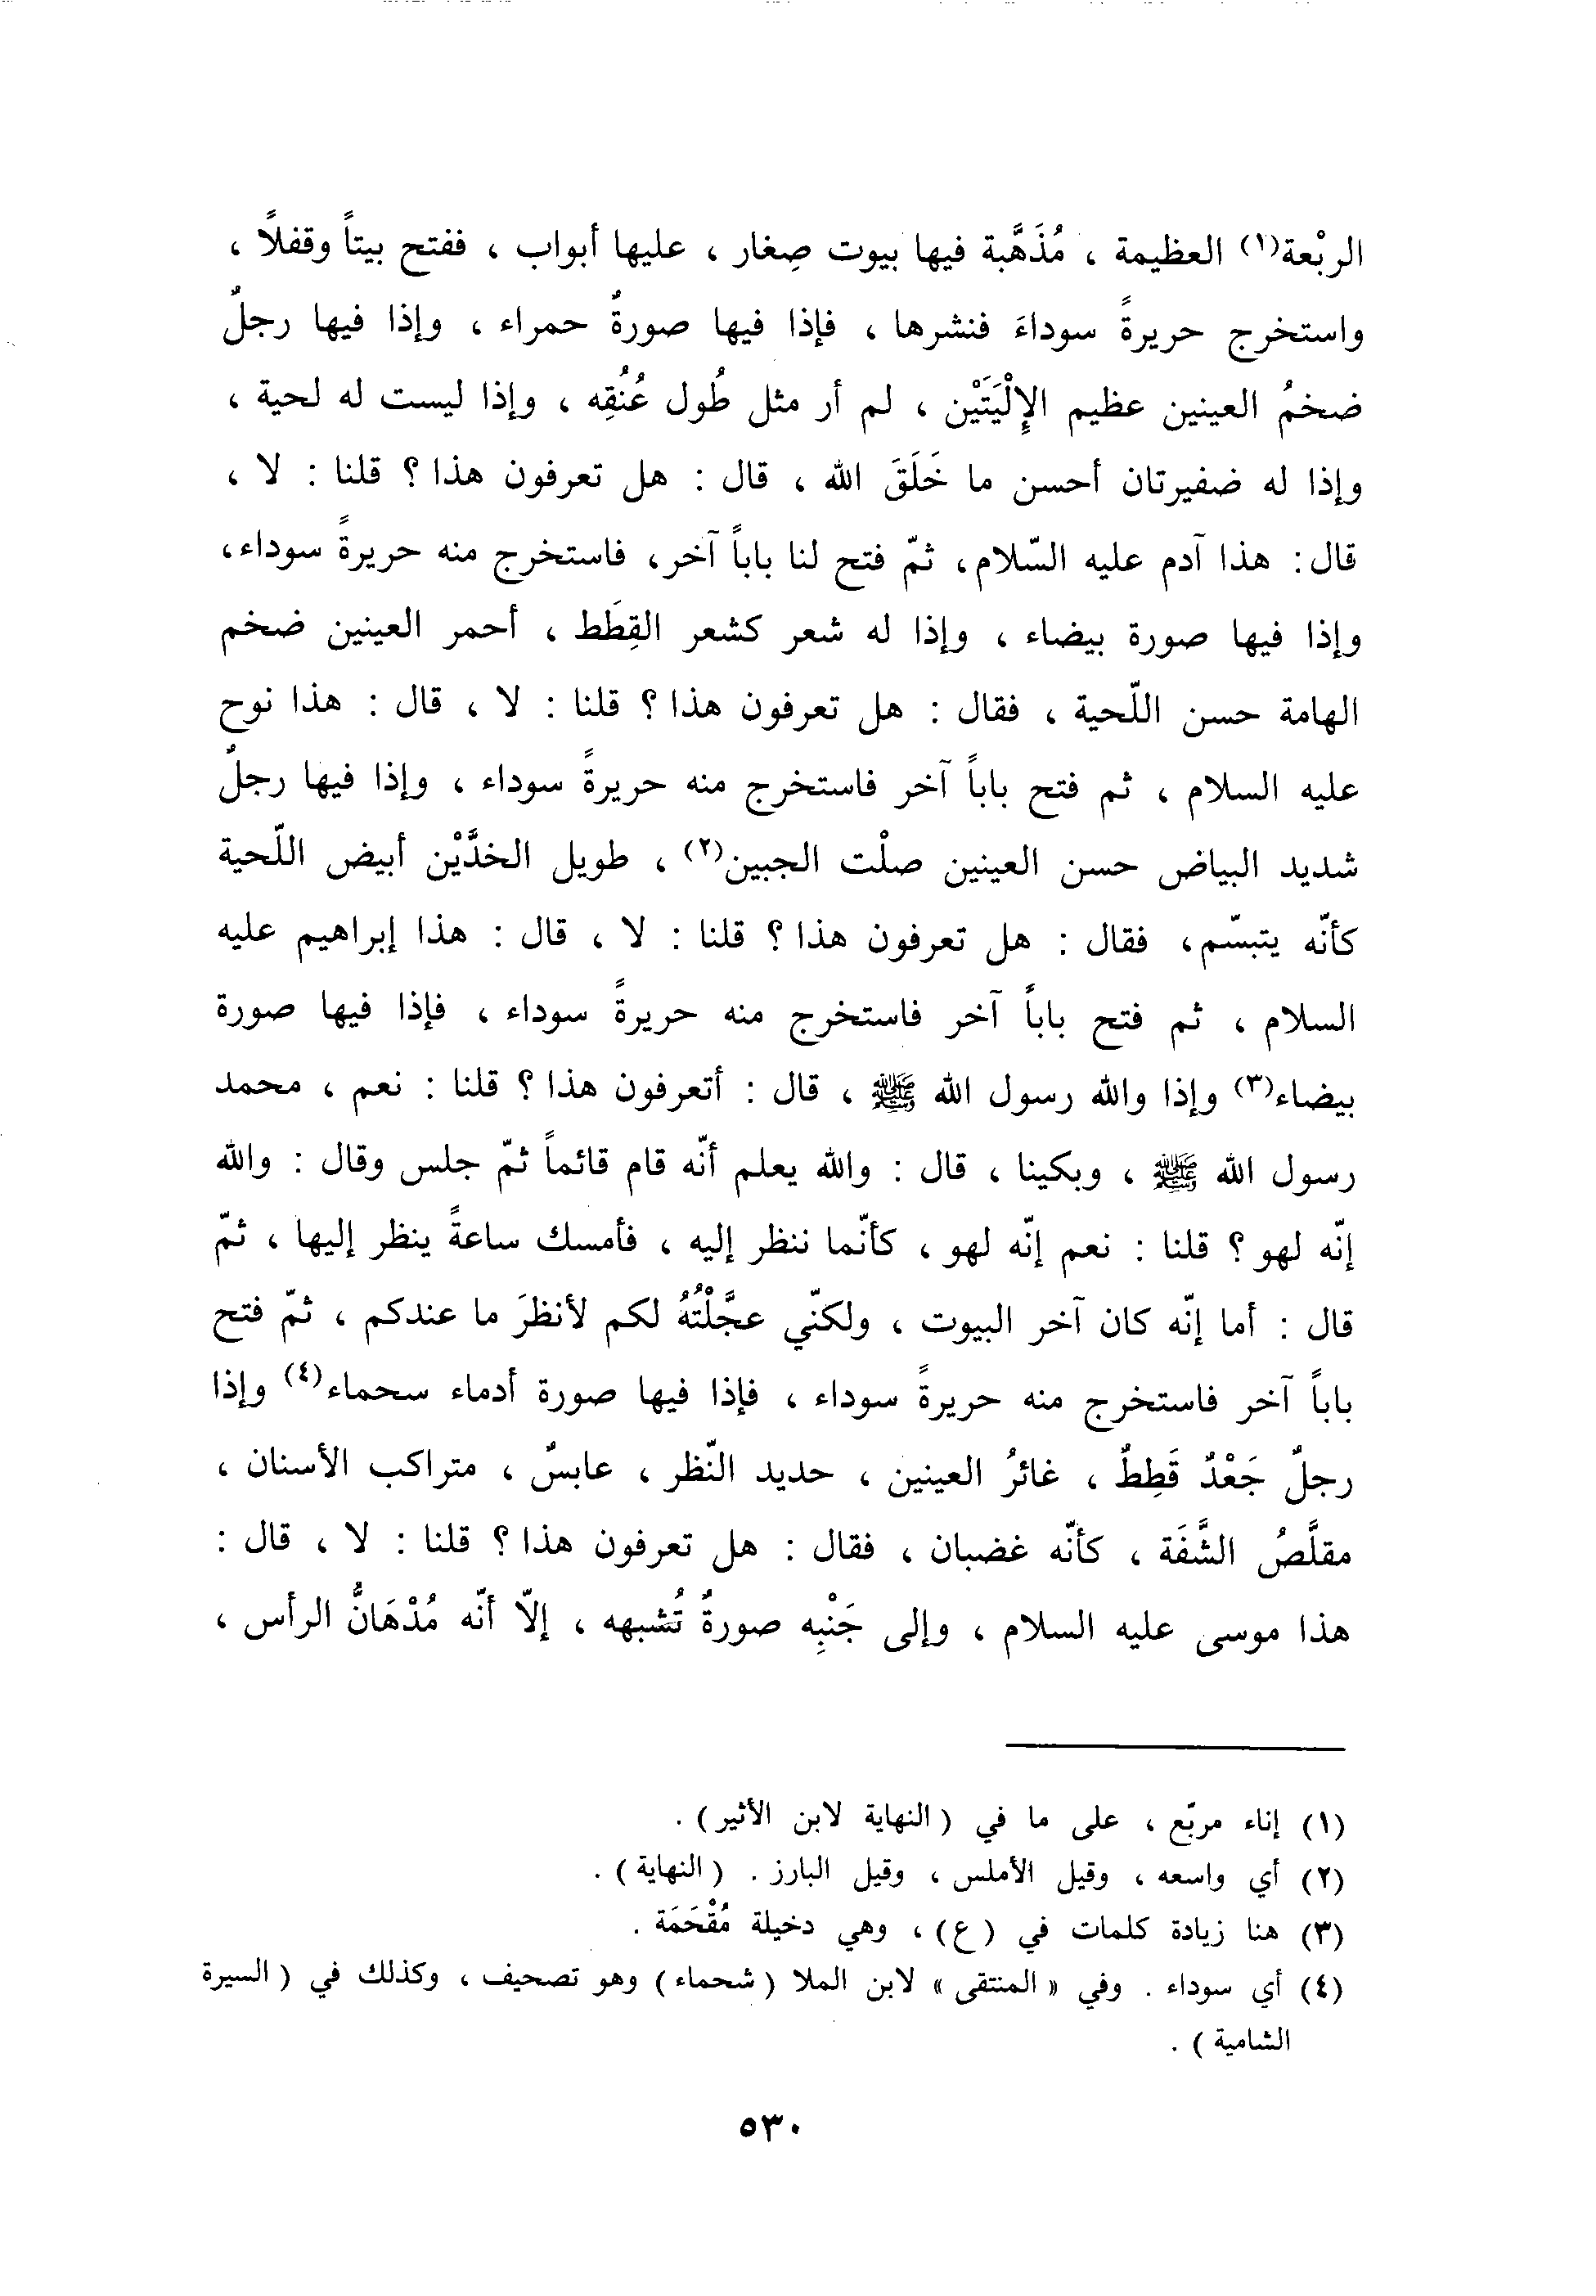 الربْعة(١) العظيمة ، مُذَهَّبة فيها بيوت صِغار ، عليها أبواب ، ففتح بيتاً وقفلاً ،
واستخرج حريرةً سوداءَ فنشرها ، فإذا فيها صورةٌ حمراء ، وإذا فيها رجلٌ
ضخمُ العينين عظيم الإِلْيَتَيْن ، لم أر مثل طُول عُنُقِه ، وإذا ليست له لحية ،
وإذا له ضفيرتان أحسن ما خَلَقَ الله ، قال : هل تعرفون هذا ؟ قلنا : لا ،
قال : هذا آدم عليه السّلام ، ثمّ فتح لنا باباً آخر ، فاستخرج منه حريرةً سوداء ،
وإذا فيها صورة بيضاء ، وإذا له شعر كشعر القِطَط ، أحمر العينين ضخم
الهامة حسن اللّحية ، فقال : هل تعرفون هذا ؟ قلنا : لا ، قال : هذا نوح
عليه السلام ، ثم فتح باباً آخر فاستخرج منه حريرةً سوداء ، وإذا فيها رجلٌ
شديد البياض حسن العينين صلْت الجبين(٢) ، طويل الخدَّيْن أبيض اللّحية
كأنّه يتبسّم ، فقال : هل تعرفون هذا ؟ قلنا : لا ، قال : هذا إبراهيم عليه
السلام ، ثم فتح باباً آخر فاستخرج منه حريرةً سوداء ، فإذا فيها صورة
بيضاء(٣) وإذا والله رسول الله ﷺ ، قال : أتعرفون هذا ؟ قلنا : نعم ، محمد
رسول الله ﷺ ، وبكينا ، قال : والله يعلم أنّه قام قائماً ثمّ جلس وقال : والله
إنّه لهو ؟ قلنا : نعم إنّه لهو ، كأنّما ننظر إليه ، فأمسك ساعةً ينظر إليها ، ثمّ
قال : أما إنّه كان آخر البيوت ، ولكنّي عجَّلْتُهُ لكم لأنظرَ ما عندكم ، ثمّ فتح
باباً آخر فاستخرج منه حريرةً سوداء ، فإذا فيها صورة أدماء سحماء(٤) وإذا
رجلٌ جَعْدٌ قَطِطٌ ، غائرُ العينين ، حديد النّظر ، عابسٌ ، متراكب الأسنان ،
مقلَّصُ الشَّفَة ، كأنّه غضبان ، فقال : هل تعرفون هذا ؟ قلنا : لا ، قال :
هذا موسى عليه السلام ، وإلى جَنْبِه صورةٌ تُشبهه ، إلاّ أنّه مُدْهَانُّ الرأس ،
(١) إناء مربّع ، على ما في ( النهاية لابن الأثير ) .
(٢) أي واسعه ، وقيل الأملس ، وقيل البارز . ( النهاية ) .
(٣) هنا زيادة كلمات في ( ع ) ، وهي دخيلة مُقْحَمَة .
(٤) أي سوداء . وفي « المنتقى » لابن الملا ( شحماء ) وهو تصحيف ، وكذلك في ( السيرة
الشامية ) .
٥٣٠